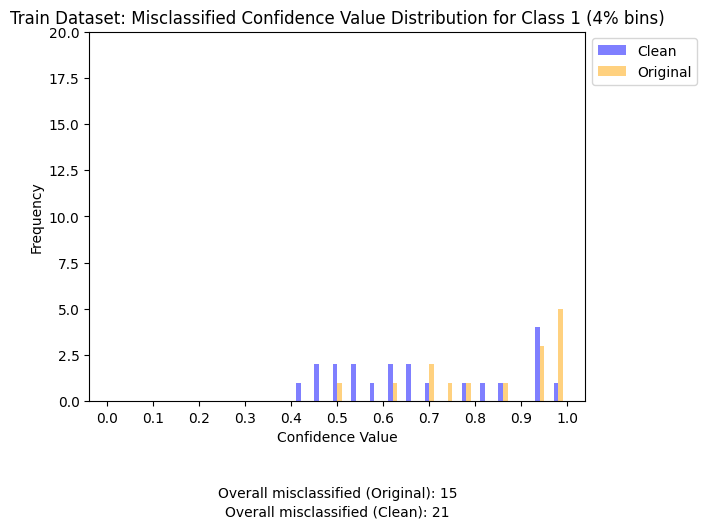 Train Dataset: Misclassified Confidence Value Distribution for Class 1 (4% bins)
Clean
Original
Frequency
20.0
17.5
15.0
12.5
10.0
7.5
5.0
2.5
0.0
0.0 0.1 0.2 0.3 0.4 0.5 0.6 0.7 0.8 0.9 1.0
Confidence Value
Overall misclassified (Original): 15
Overall misclassified (Clean): 21